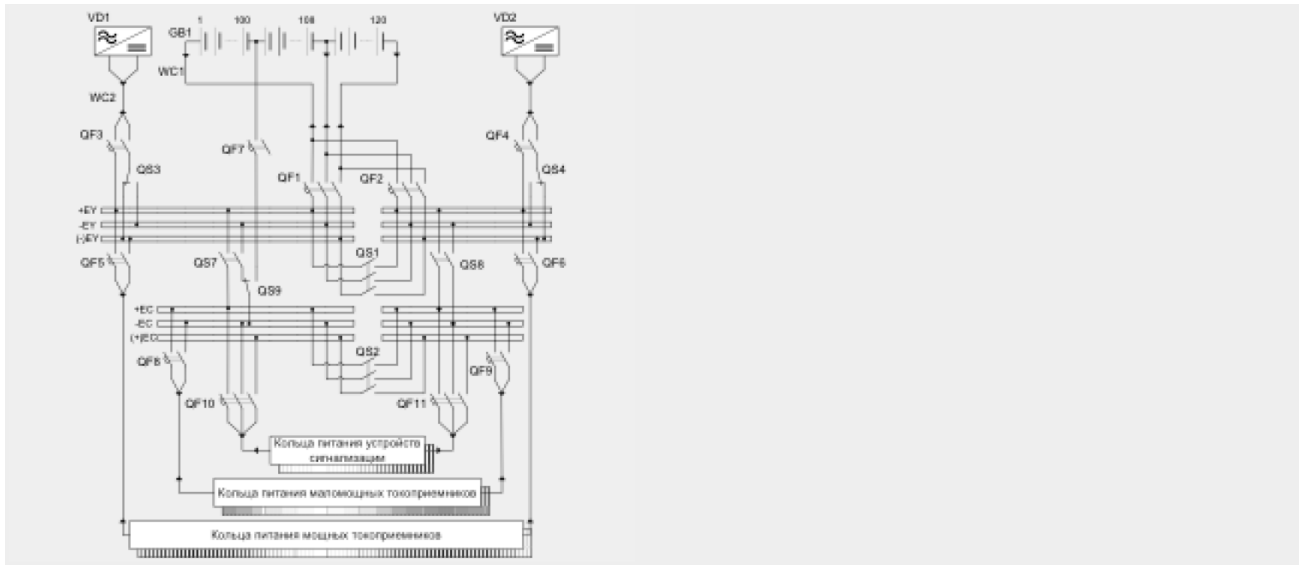 VD1
1
100
108
120
VD2
GB1
WC1
WC2
QF3
QF4
QF7
QS3
QS4
QF1
QF2
+EY
-EY
(-)EY
QS1
QF5
QS7
QS8
QF6
QS9
+EC
-EC
(+)EC
QS2
QF8
QF9
QF10
QF11
Кольца питания устройств
сигнализации
Кольца питания маломощных токоприемников
Кольца питания мощных токоприемников